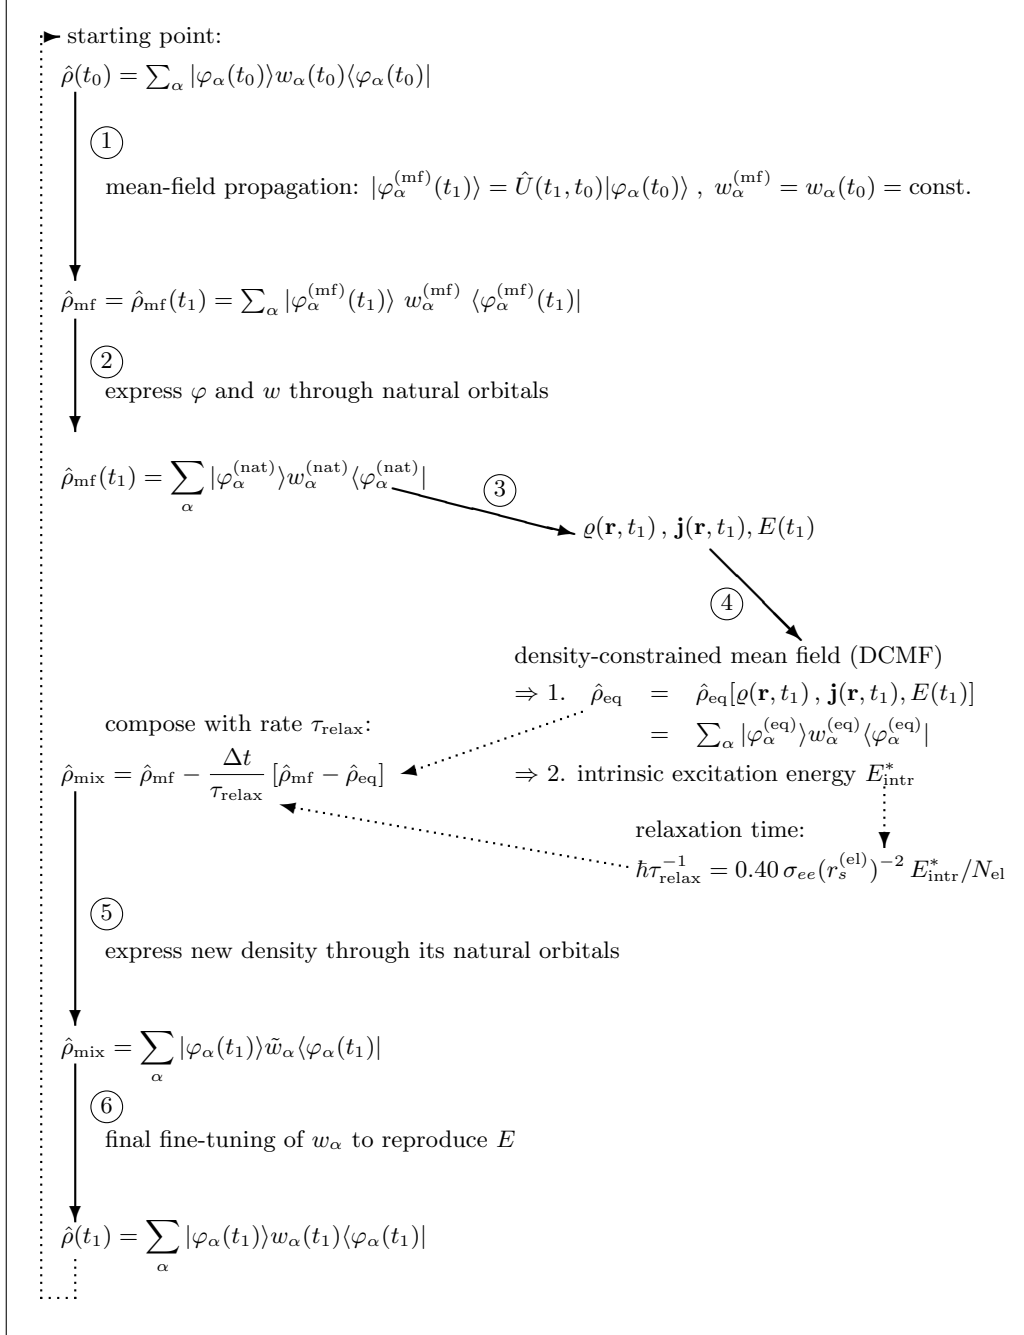 starting point:
ρ̂(t₀) = ∑_α |φ_α(t₀)⟩w_α(t₀)⟨φ_α(t₀)|
①
mean-field propagation: |φ_α^(mf)(t₁)⟩ = Û(t₁, t₀)|φ_α(t₀)⟩ , w_α^(mf) = w_α(t₀) = const.
ρ̂_mf = ρ̂_mf(t₁) = ∑_α |φ_α^(mf)(t₁)⟩ w_α^(mf) ⟨φ_α^(mf)(t₁)|
②
express φ and w through natural orbitals
ρ̂_mf(t₁) = ∑_α |φ_α^(nat)⟩w_α^(nat)⟨φ_α^(nat)|
③
ϱ(r, t₁) , j(r, t₁), E(t₁)
④
density-constrained mean field (DCMF)
⇒ 1. ρ̂_eq = ρ̂_eq[ϱ(r, t₁) , j(r, t₁), E(t₁)]
= ∑_α |φ_α^(eq)⟩w_α^(eq)⟨φ_α^(eq)|
⇒ 2. intrinsic excitation energy E*_intr
compose with rate τ_relax:
ρ̂_mix = ρ̂_mf − Δt/τ_relax [ρ̂_mf − ρ̂_eq]
relaxation time:
ℏτ_relax^−1 = 0.40 σ_ee(r_s^(el))^−2 E*_intr/N_el
⑤
express new density through its natural orbitals
ρ̂_mix = ∑_α |φ_α(t₁)⟩w̃_α⟨φ_α(t₁)|
⑥
final fine-tuning of w_α to reproduce E
ρ̂(t₁) = ∑_α |φ_α(t₁)⟩w_α(t₁)⟨φ_α(t₁)|